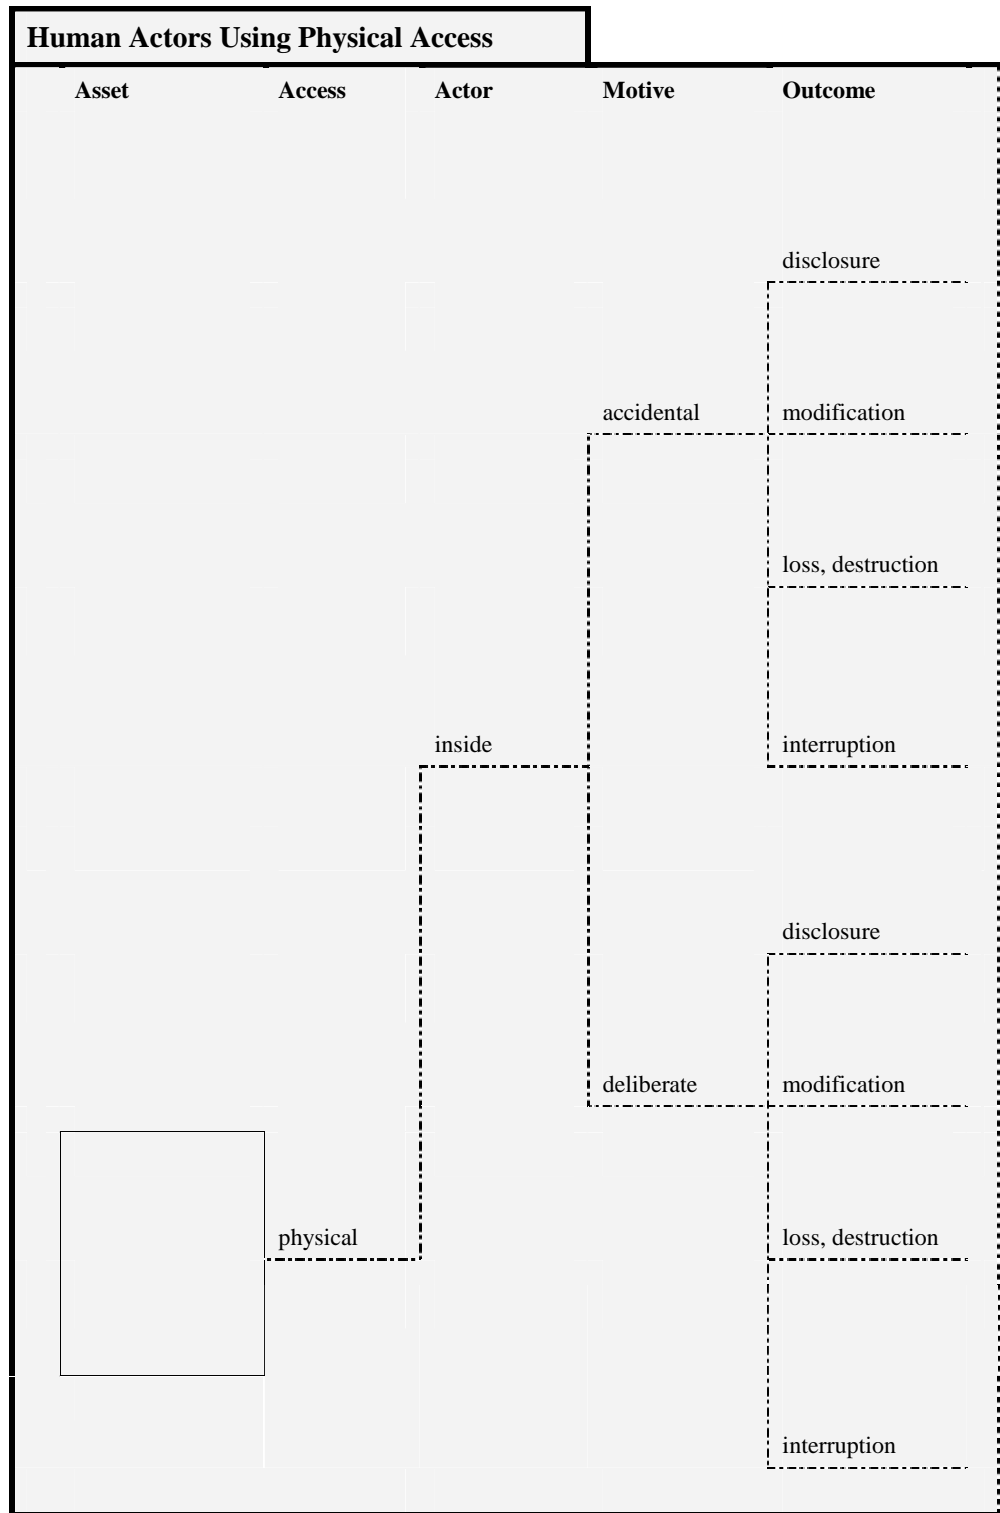 Human Actors Using Physical Access
Asset Access Actor Motive Outcome
disclosure
accidental modification
loss, destruction
inside interruption
disclosure
deliberate modification
physical loss, destruction
interruption